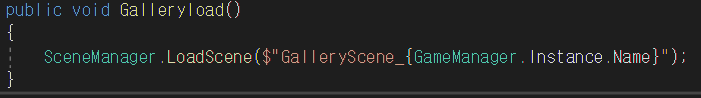 public void Galleryload()
{
SceneManager.LoadScene($"GalleryScene_{GameManager.Instance.Name}");
}